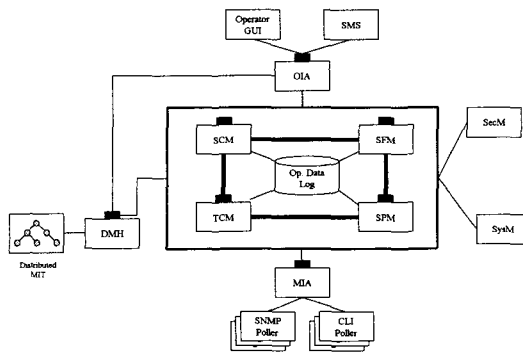 Operator
GUI
SMS
OIA
SCM
SFM
SecM
Op. Data
Log
TCM
SPM
DMH
SysM
Distributed
MIT
MIA
SNMP
Poller
CLI
Poller